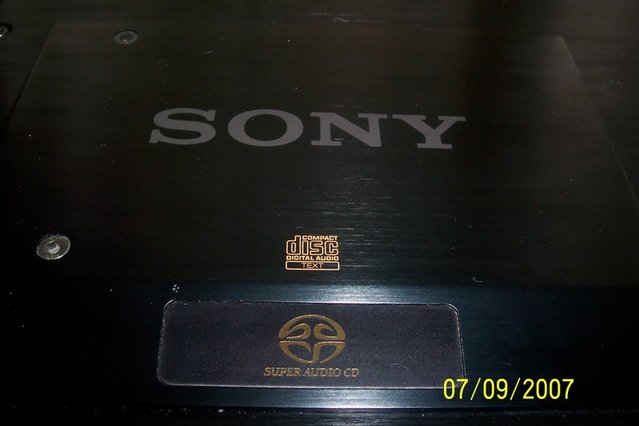 SONY
COMPACT
disc
DIGITAL AUDIO
TEXT
SUPER AUDIO CD
07/09/2007